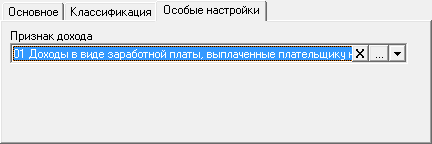 Основное Классификация Особые настройки
Признак дохода
01 Доходы в виде заработной платы, выплаченные плательщику X ...